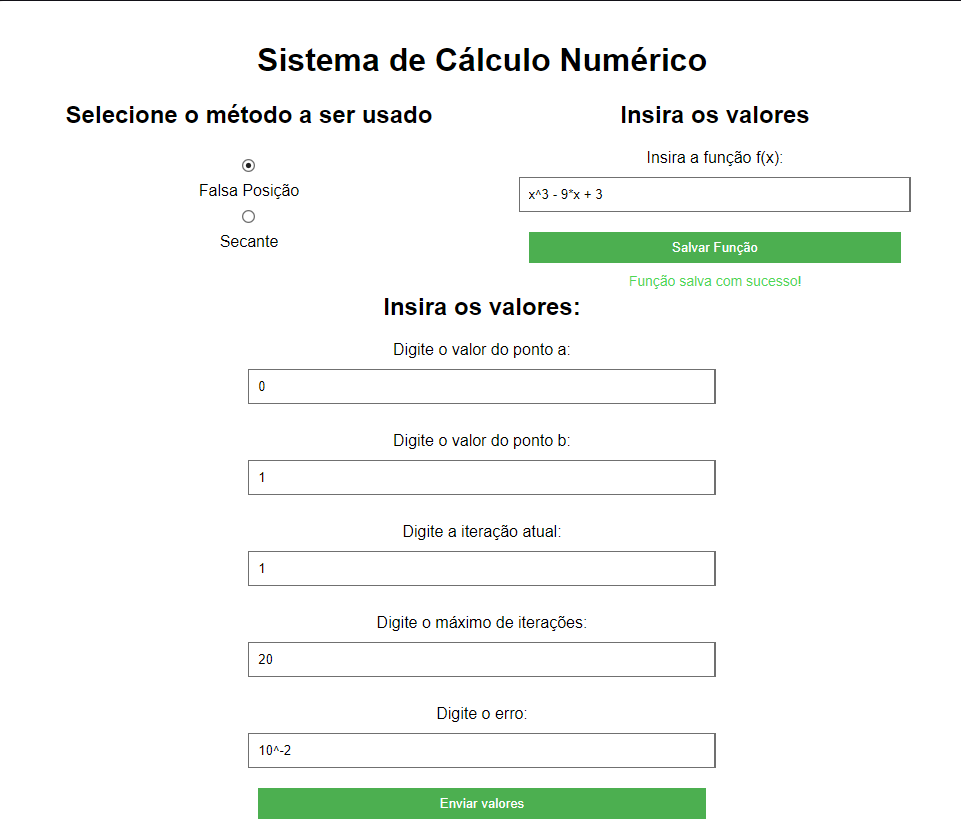 Sistema de Cálculo Numérico
Selecione o método a ser usado
Falsa Posição
Secante
Insira os valores
Insira a função f(x):
x^3 - 9*x + 3
Salvar Função
Função salva com sucesso!
Insira os valores:
Digite o valor do ponto a:
0
Digite o valor do ponto b:
1
Digite a iteração atual:
1
Digite o máximo de iterações:
20
Digite o erro:
10^-2
Enviar valores